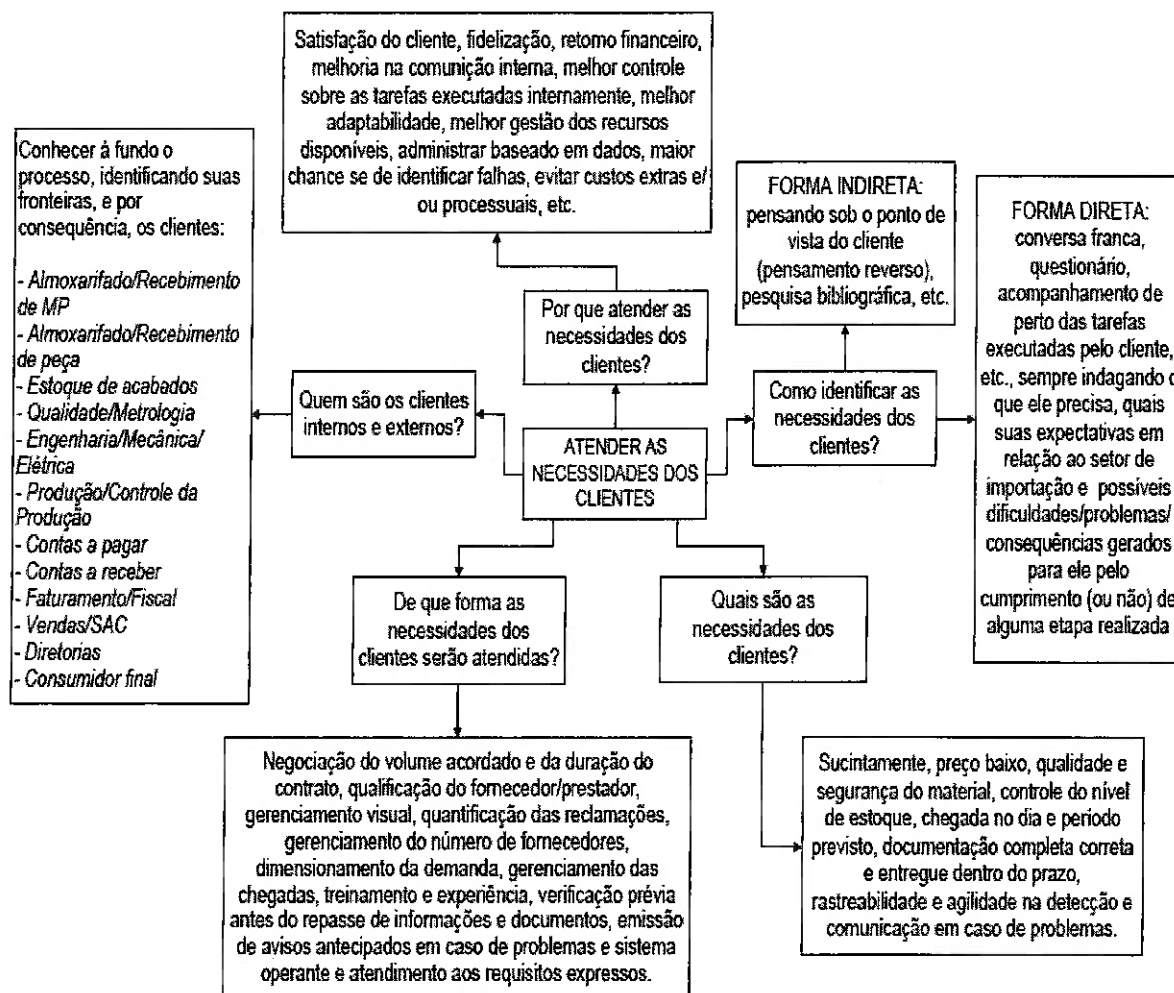 Satisfação do cliente, fidelização, retorno financeiro,
melhoria na comunição interna, melhor controle
sobre as tarefas executadas internamente, melhor
adaptabilidade, melhor gestão dos recursos
disponíveis, administrar baseado em dados, maior
chance se de identificar falhas, evitar custos extras e/
ou processuais, etc.
Conhecer à fundo o
processo, identificando suas
fronteiras, e por
consequência, os clientes:
- Almoxarifado/Recebimento
de MP
- Almoxarifado/Recebimento
de peça
- Estoque de acabados
- Qualidade/Metrologia
- Engenharia/Mecânica/
Elétrica
- Produção/Controle da
Produção
- Contas a pagar
- Contas a receber
- Faturamento/Fiscal
- Vendas/SAC
- Diretorias
- Consumidor final
FORMA INDIRETA:
pensando sob o ponto de
vista do cliente
(pensamento reverso),
pesquisa bibliográfica, etc.
FORMA DIRETA:
conversa franca,
questionário,
acompanhamento de
perto das tarefas
executadas pelo cliente,
etc., sempre indagando o
que ele precisa, quais
suas expectativas em
relação ao setor de
importação e possíveis
dificuldades/problemas/
consequências gerados
para ele pelo
cumprimento (ou não) de
alguma etapa realizada
Por que atender as
necessidades dos
clientes?
Quem são os clientes
internos e externos?
Como identificar as
necessidades dos
clientes?
ATENDER AS
NECESSIDADES DOS
CLIENTES
De que forma as
necessidades dos
clientes serão atendidas?
Quais são as
necessidades dos
clientes?
Negociação do volume acordado e da duração do
contrato, qualificação do fornecedor/prestador,
gerenciamento visual, quantificação das reclamações,
gerenciamento do número de fornecedores,
dimensionamento da demanda, gerenciamento das
chegadas, treinamento e experiência, verificação prévia
antes do repasse de informações e documentos, emissão
de avisos antecipados em caso de problemas e sistema
operante e atendimento aos requisitos expressos.
Sucintamente, preço baixo, qualidade e
segurança do material, controle do nível
de estoque, chegada no dia e período
previsto, documentação completa correta
e entregue dentro do prazo,
rastreabilidade e agilidade na detecção e
comunicação em caso de problemas.